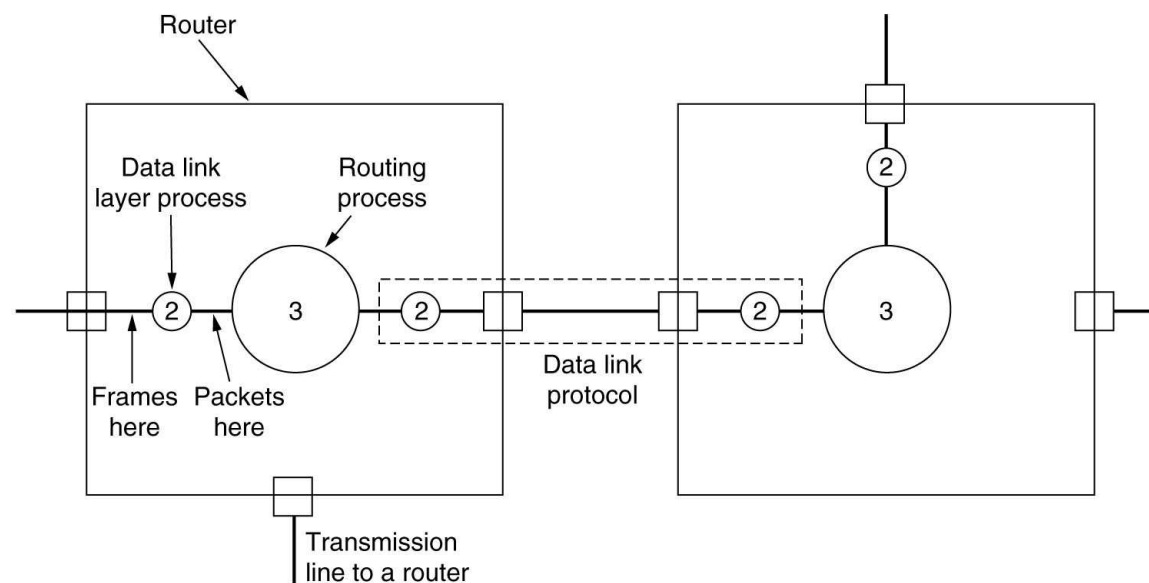 Router
Data link
layer process
Routing
process
2
2
3
2
2
3
Frames
here
Packets
here
Data link
protocol
Transmission
line to a router